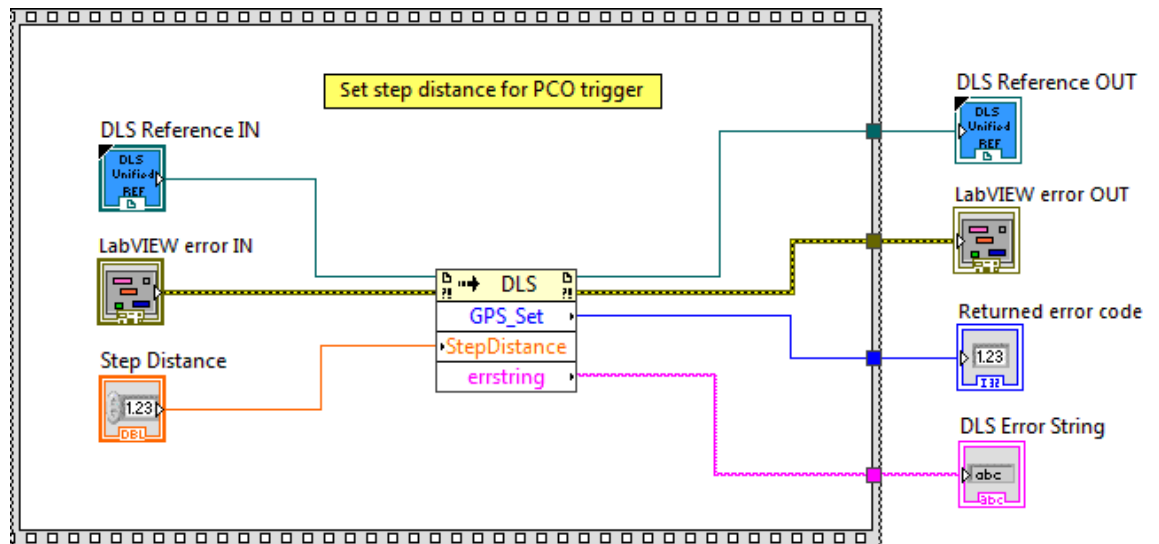 Set step distance for PCO trigger
DLS Reference IN
DLS
Unified
REF
LabVIEW error IN
Step Distance
1.23
DBL
?!
DLS
?!
GPS_Set
StepDistance
errstring
DLS Reference OUT
DLS
Unified
REF
LabVIEW error OUT
Returned error code
1.23
I32
DLS Error String
abc
abc